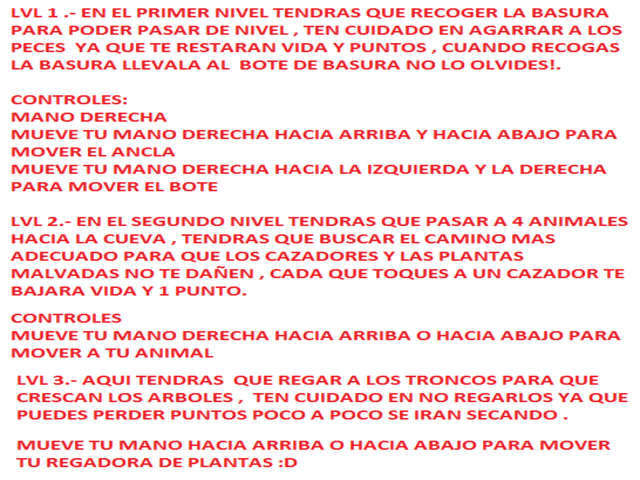 LVL 1 .- EN EL PRIMER NIVEL TENDRAS QUE RECOGER LA BASURA
PARA PODER PASAR DE NIVEL , TEN CUIDADO EN AGARRAR A LOS
PECES YA QUE TE RESTARAN VIDA Y PUNTOS , CUANDO RECOGAS
LA BASURA LLEVALA AL BOTE DE BASURA NO LO OLVIDES!.
CONTROLES:
MANO DERECHA
MUEVE TU MANO DERECHA HACIA ARRIBA Y HACIA ABAJO PARA
MOVER EL ANCLA
MUEVE TU MANO DERECHA HACIA LA IZQUIERDA Y LA DERECHA
PARA MOVER EL BOTE
LVL 2.- EN EL SEGUNDO NIVEL TENDRAS QUE PASAR A 4 ANIMALES
HACIA LA CUEVA , TENDRAS QUE BUSCAR EL CAMINO MAS
ADECUADO PARA QUE LOS CAZADORES Y LAS PLANTAS
MALVADAS NO TE DAÑEN , CADA QUE TOQUES A UN CAZADOR TE
BAJARA VIDA Y 1 PUNTO.
CONTROLES
MUEVE TU MANO DERECHA HACIA ARRIBA O HACIA ABAJO PARA
MOVER A TU ANIMAL
LVL 3.- AQUI TENDRAS QUE REGAR A LOS TRONCOS PARA QUE
CRESCAN LOS ARBOLES , TEN CUIDADO EN NO REGARLOS YA QUE
PUEDES PERDER PUNTOS POCO A POCO SE IRAN SECANDO .
MUEVE TU MANO HACIA ARRIBA O HACIA ABAJO PARA MOVER
TU REGADORA DE PLANTAS :D